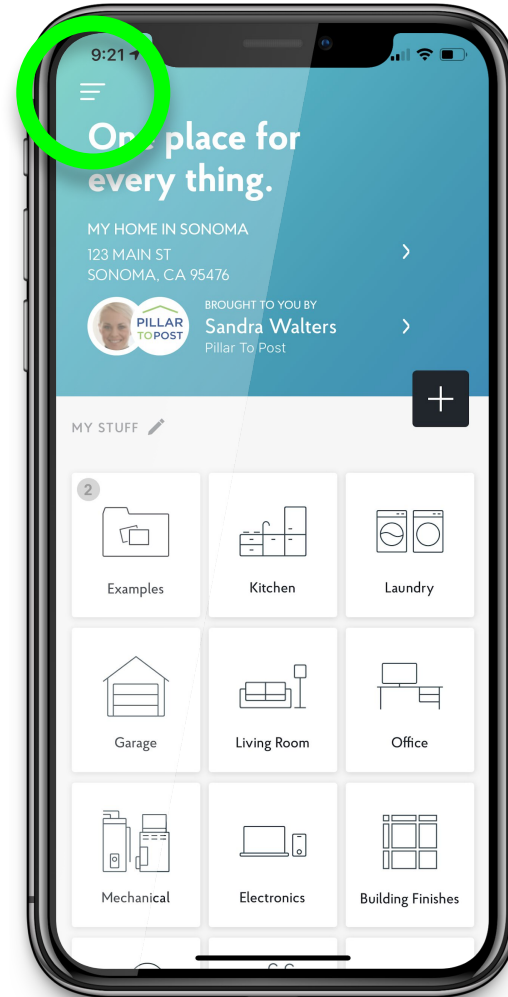 9:21
One place for
every thing.
MY HOME IN SONOMA
123 MAIN ST
SONOMA, CA 95476
PILLAR
TO POST
BROUGHT TO YOU BY
Sandra Walters
Pillar To Post
MY STUFF
2
Examples
Kitchen
Laundry
Garage
Living Room
Office
Mechanical
Electronics
Building Finishes